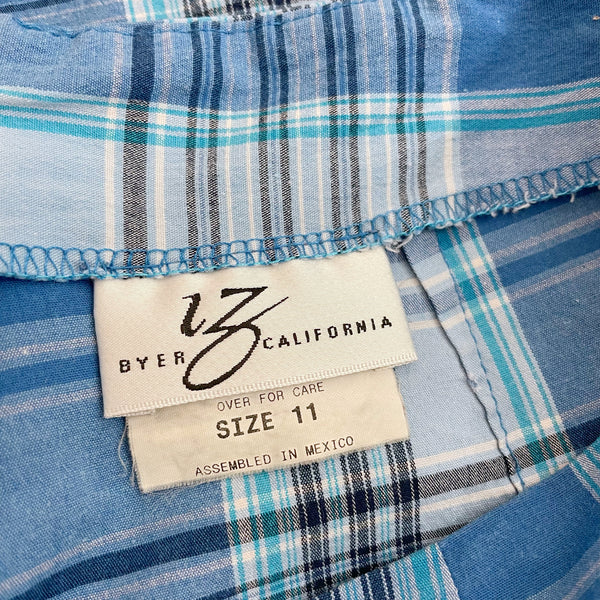 iz
BYER CALIFORNIA
OVER FOR CARE
SIZE 11
ASSEMBLED IN MEXICO